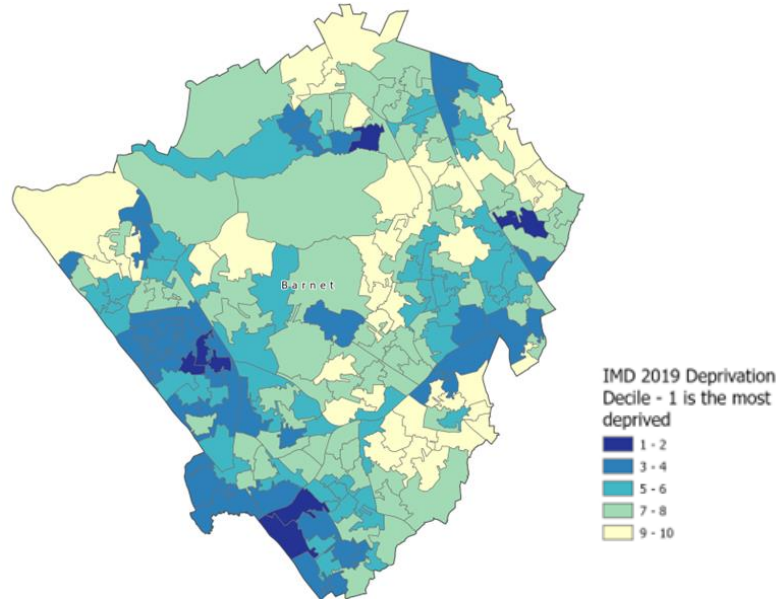 Barnet
IMD 2019 Deprivation
Decile - 1 is the most
deprived
1 - 2
3 - 4
5 - 6
7 - 8
9 - 10